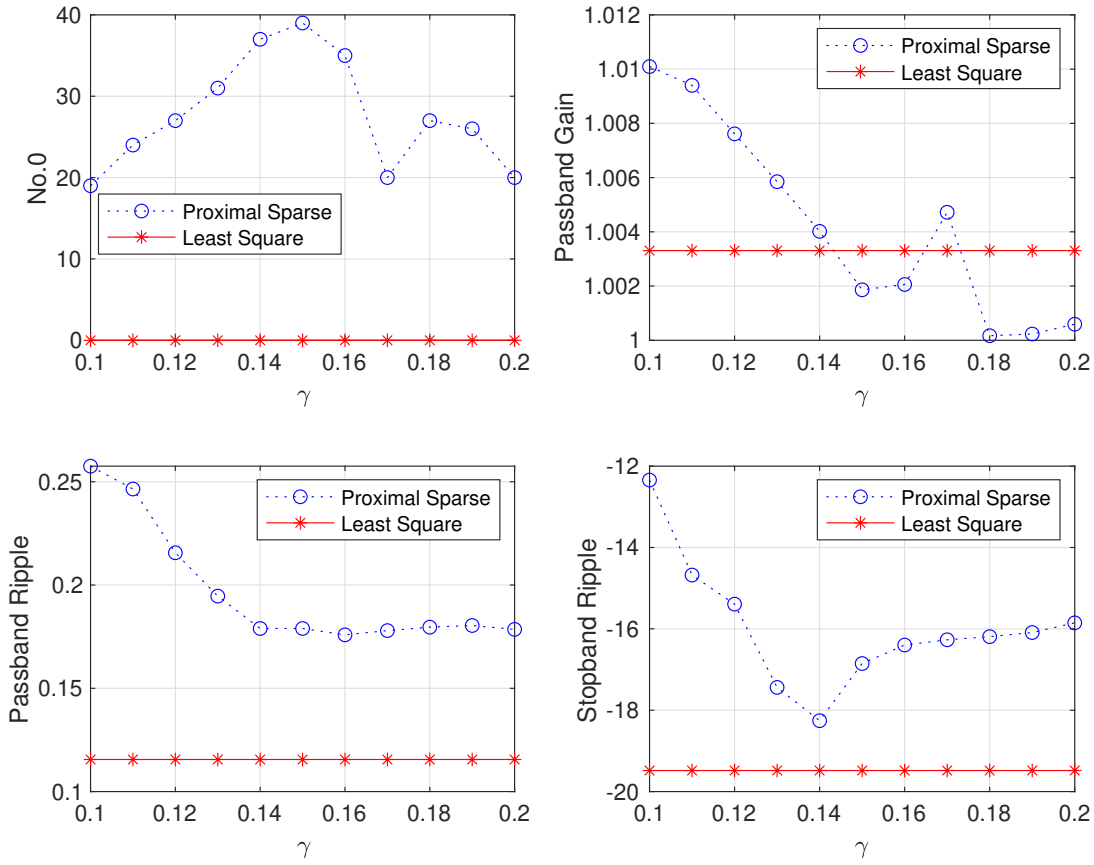 40
30
20
10
0
No.0
Proximal Sparse
Least Square
0.1 0.12 0.14 0.16 0.18 0.2
γ
1.012
1.01
1.008
1.006
1.004
1.002
1
Passband Gain
Proximal Sparse
Least Square
0.1 0.12 0.14 0.16 0.18 0.2
γ
0.25
0.2
0.15
0.1
Passband Ripple
Proximal Sparse
Least Square
0.1 0.12 0.14 0.16 0.18 0.2
γ
-12
-14
-16
-18
-20
Stopband Ripple
Proximal Sparse
Least Square
0.1 0.12 0.14 0.16 0.18 0.2
γ